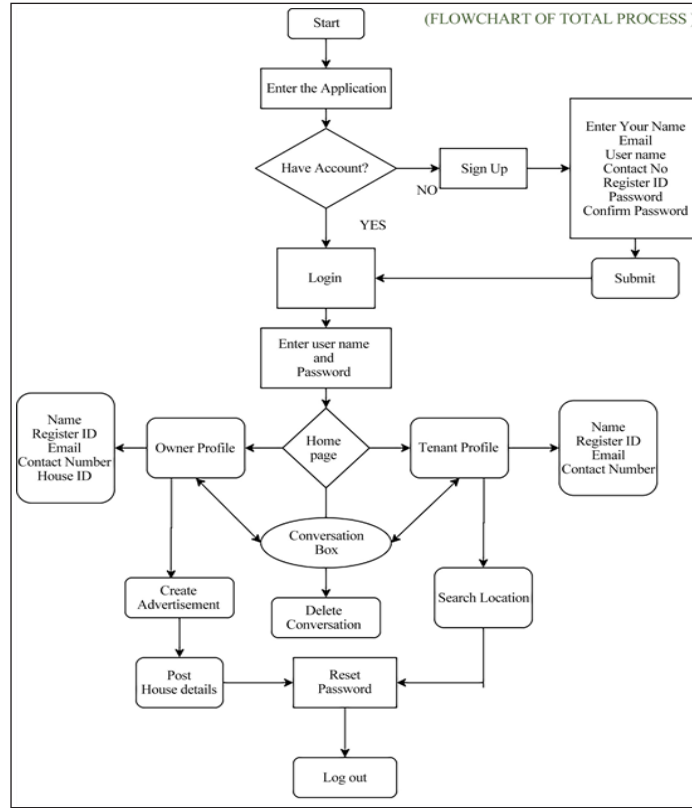 Start
(FLOWCHART OF TOTAL PROCESS )
Enter the Application
Have Account?
NO
Sign Up
Enter Your Name
Email
User name
Contact No
Register ID
Password
Confirm Password
YES
Login
Submit
Enter user name
and
Password
Name
Register ID
Email
Contact Number
House ID
Owner Profile
Home
page
Tenant Profile
Name
Register ID
Email
Contact Number
Conversation
Box
Create
Advertisement
Delete
Conversation
Search Location
Post
House details
Reset
Password
Log out